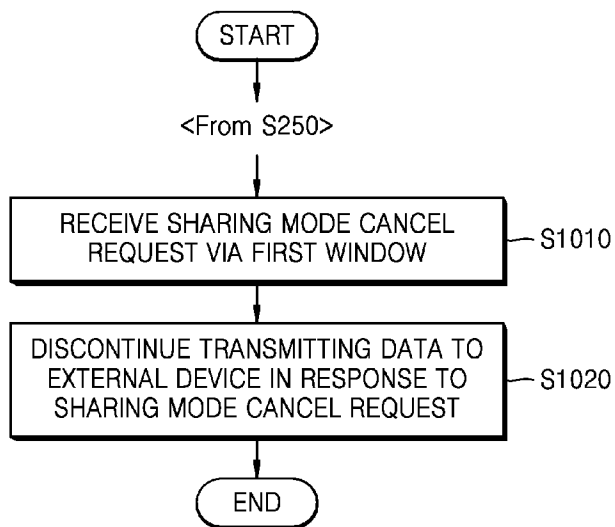 START
<From S250>
RECEIVE SHARING MODE CANCEL
REQUEST VIA FIRST WINDOW
S1010
DISCONTINUE TRANSMITTING DATA TO
EXTERNAL DEVICE IN RESPONSE TO
SHARING MODE CANCEL REQUEST
S1020
END